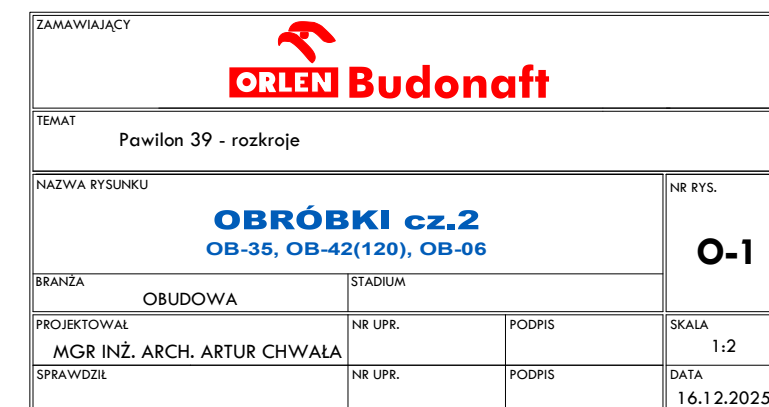 ZAMAWIAJĄCY
ORLEN Budonaft
TEMAT
Pawilon 39 - rozkroje
NAZWA RYSUNKU
NR RYS.
OBRÓBKI cz.2
OB-35, OB-42(120), OB-06
O-1
BRANŻA
STADIUM
OBUDOWA
PROJEKTOWAŁ
NR UPR.
PODPIS
SKALA
MGR INŻ. ARCH. ARTUR CHWAŁA
1:2
SPRAWDZIŁ
NR UPR.
PODPIS
DATA
16.12.2025